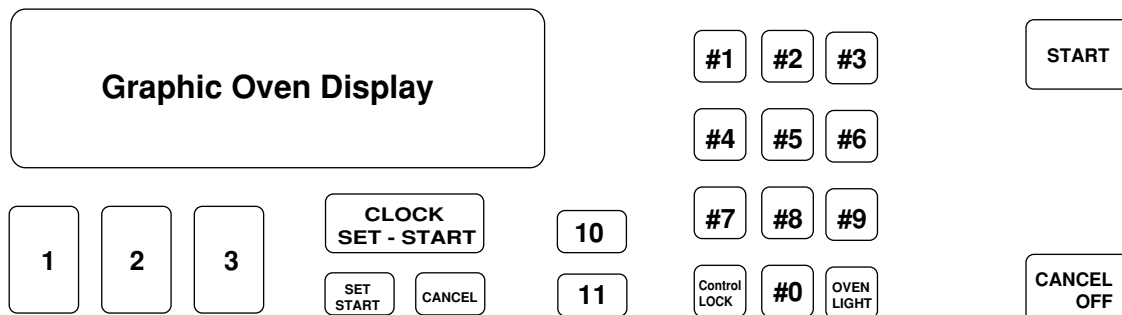 Graphic Oven Display
1
2
3
CLOCK
SET - START
SET
START
CANCEL
10
11
#1
#2
#3
#4
#5
#6
#7
#8
#9
Control
LOCK
#0
OVEN
LIGHT
START
CANCEL
OFF